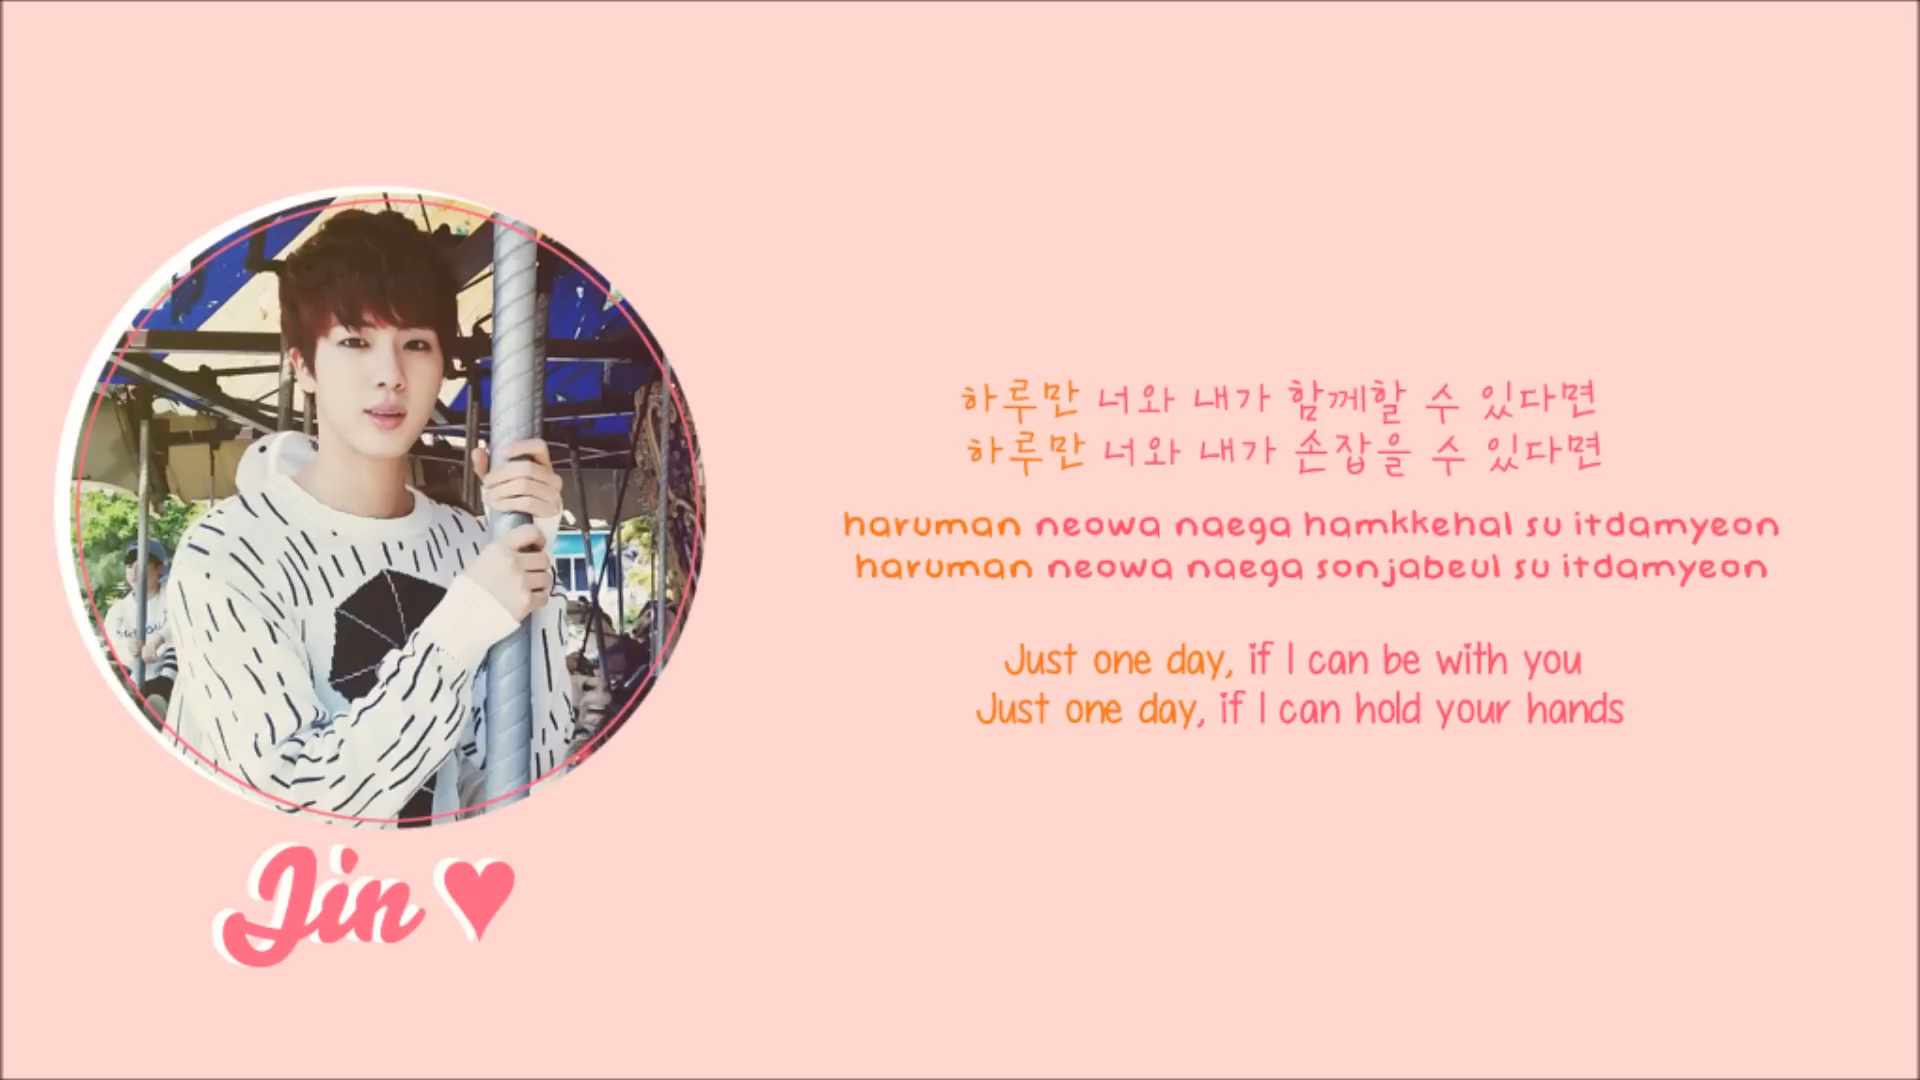 하루만 너와 내가 함께할 수 있다면
하루만 너와 내가 손잡을 수 있다면
haruman neowa naega hamkkehal su itdamyeon
haruman neowa naega sonjabeul su itdamyeon
Just one day, if I can be with you
Just one day, if I can hold your hands
Jin ♥